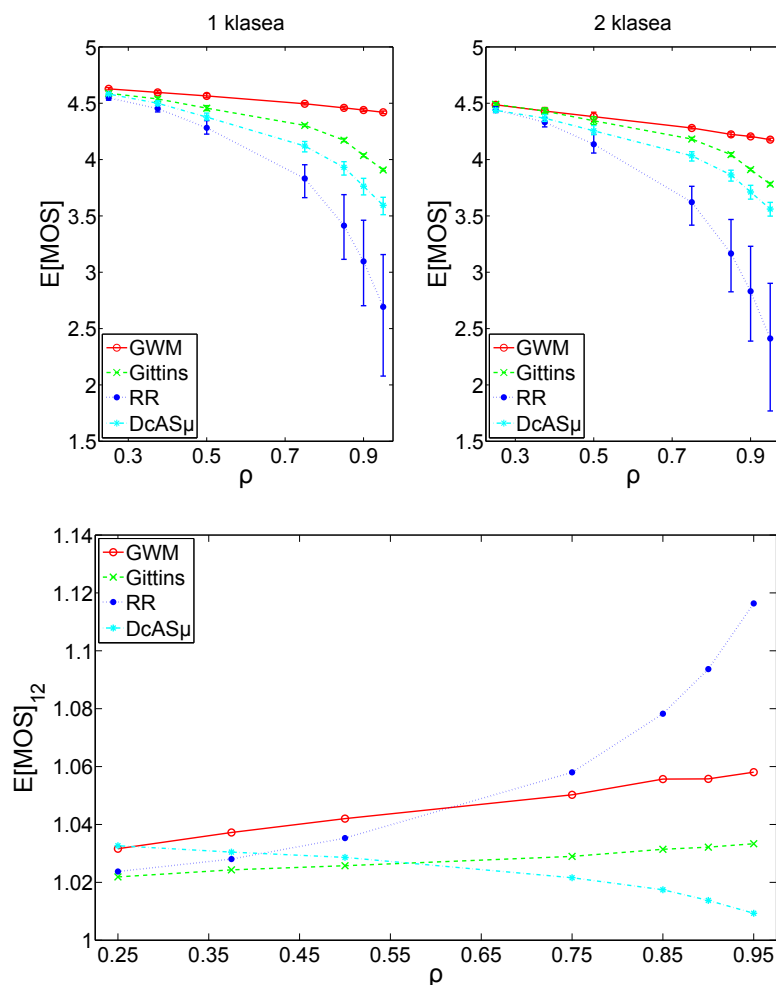 1 klasea
5
4.5
4
3.5
3
2.5
2
1.5
E[MOS]
GWM
Gittins
RR
DcASμ
0.3 0.5 0.7 0.9
ρ
2 klasea
5
4.5
4
3.5
3
2.5
2
1.5
E[MOS]
GWM
Gittins
RR
DcASμ
0.3 0.5 0.7 0.9
ρ
1.14
1.12
1.1
1.08
1.06
1.04
1.02
1
E[MOS]12
GWM
Gittins
RR
DcASμ
0.25 0.35 0.45 0.55 0.65 0.75 0.85 0.95
ρ